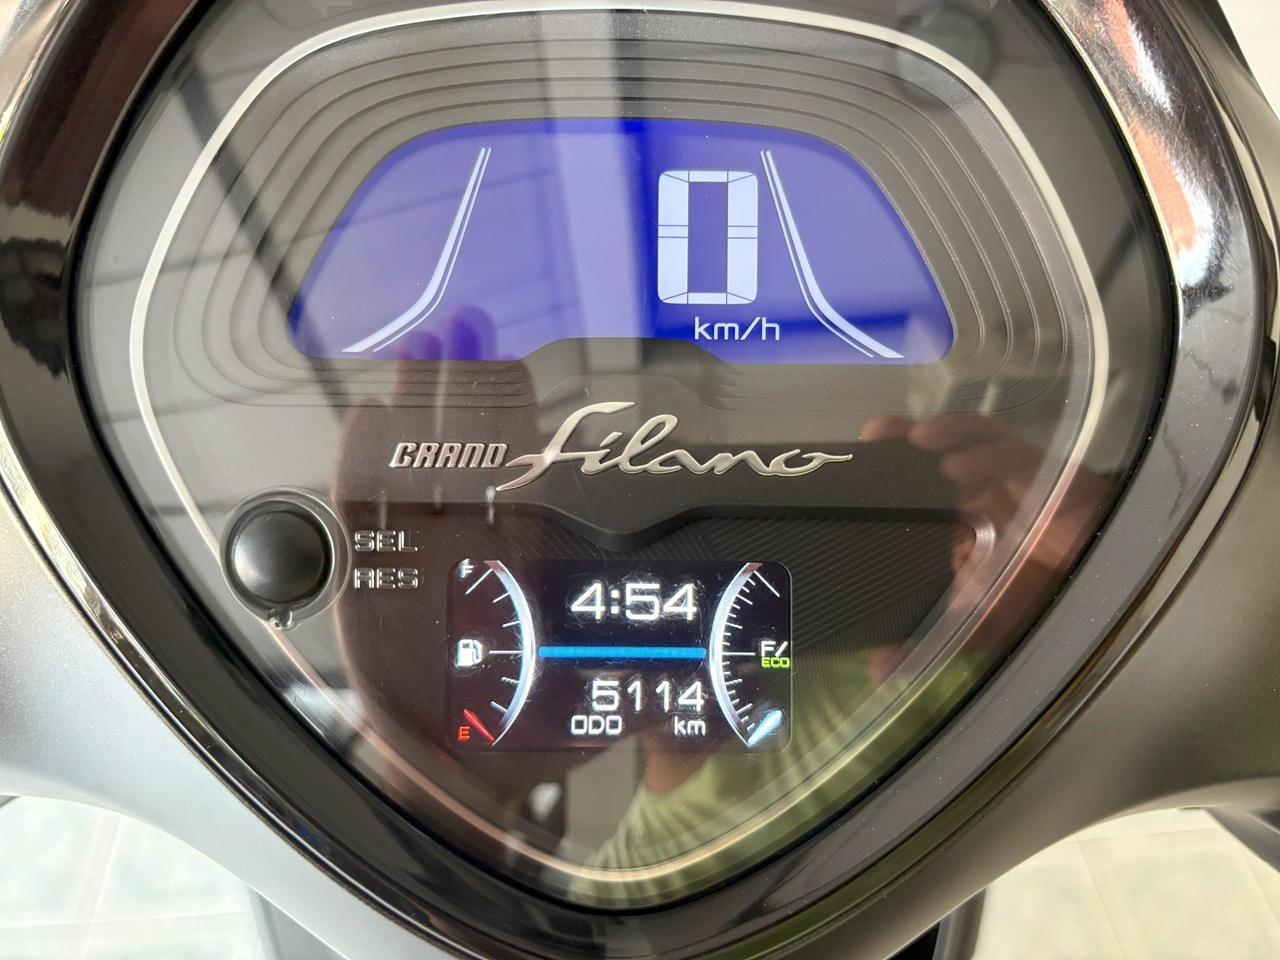 0
km/h
GRAND Filano
SEL
RES
F
4:54
F/
ECO
5114
E
ODO km